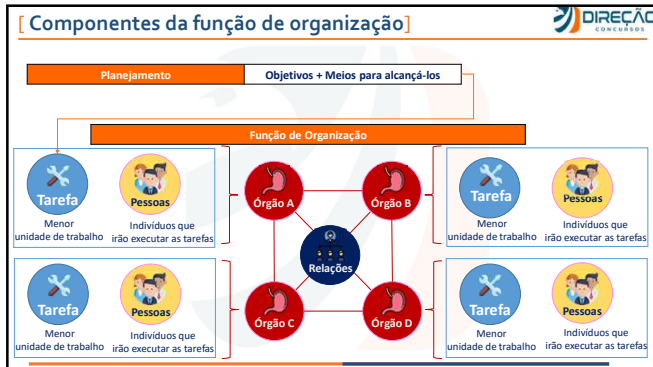 [ Componentes da função de organização]
DIREÇÃO
CONCURSOS
Planejamento
Objetivos + Meios para alcançá-los
Função de Organização
Tarefa
Menor
unidade de trabalho
Pessoas
Indivíduos que
irão executar as tarefas
Órgão A
Órgão B
Tarefa
Menor
unidade de trabalho
Pessoas
Indivíduos que
irão executar as tarefas
Relações
Tarefa
Menor
unidade de trabalho
Pessoas
Indivíduos que
irão executar as tarefas
Órgão C
Órgão D
Tarefa
Menor
unidade de trabalho
Pessoas
Indivíduos que
irão executar as tarefas